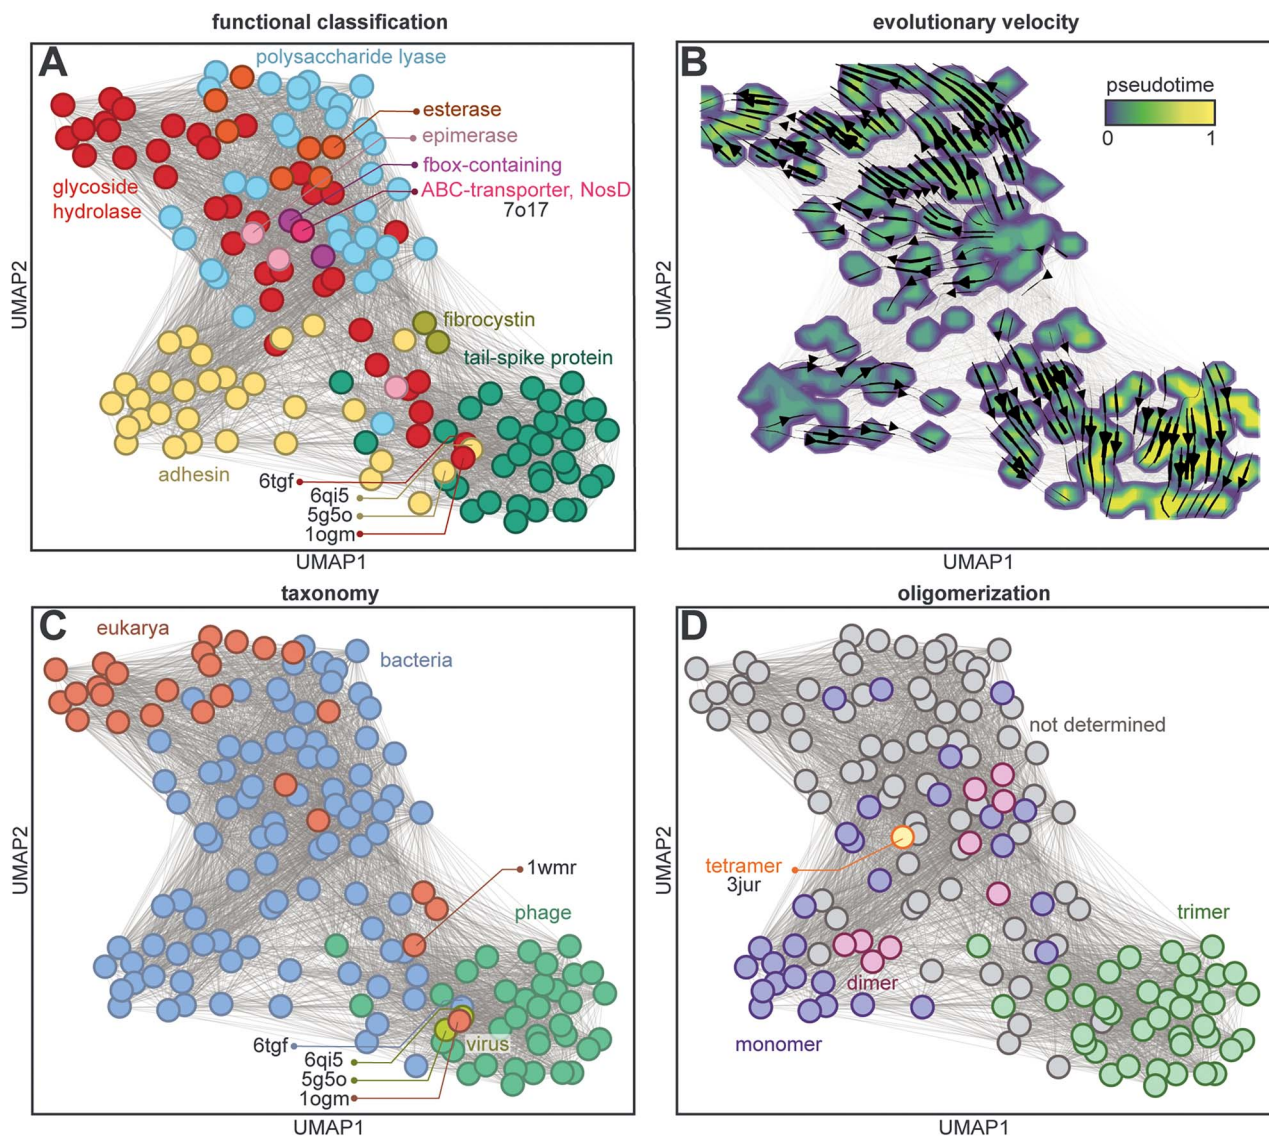 functional classification
A
polysaccharide lyase
esterase
epimerase
fbox-containing
ABC-transporter, NosD
7o17
glycoside
hydrolase
fibrocystin
tail-spike protein
adhesin
6tgf
6qi5
5g5o
1ogm
UMAP2
UMAP1
evolutionary velocity
B
pseudotime
0 1
UMAP2
UMAP1
taxonomy
C
eukarya
bacteria
1wmr
phage
virus
6tgf
6qi5
5g5o
1ogm
UMAP2
UMAP1
oligomerization
D
not determined
tetramer
3jur
trimer
dimer
monomer
UMAP2
UMAP1